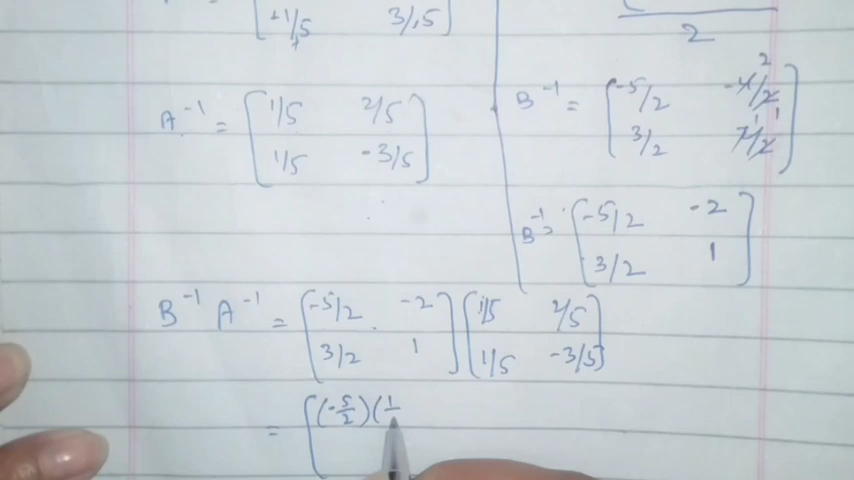 +1/5 3/.5
2
A⁻¹ = [1/5 2/5
1/5 -3/5]
B⁻¹ = [-5/2 -4/2 2
3/2 1 1]
B⁻¹= [-5/2 -2
3/2 1]
B⁻¹ A⁻¹ = [-5/2 -2 [1/5 2/5
3/2 1] 1/5 -3/5]
= [(-5/2)(1